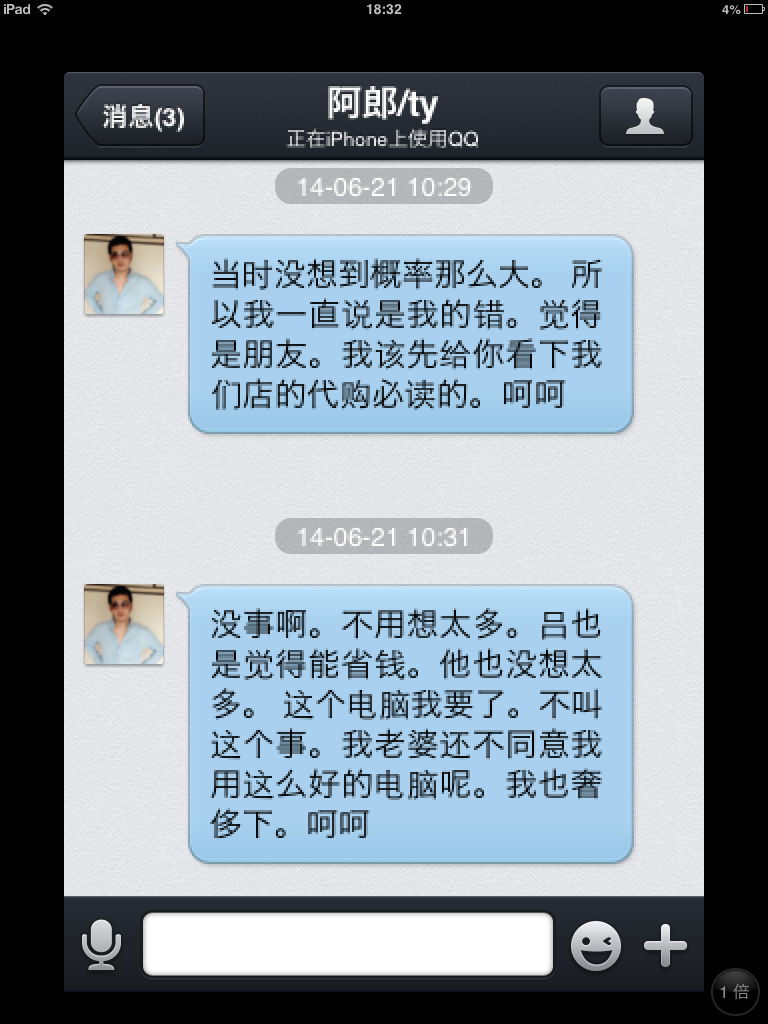 iPad 18:32 4%
消息(3)
阿郎/ty
正在iPhone上使用QQ
14-06-21 10:29
当时没想到概率那么大。 所
以我一直说是我的错。觉得
是朋友。我该先给你看下我
们店的代购必读的。呵呵
14-06-21 10:31
没事啊。不用想太多。吕也
是觉得能省钱。他也没想太
多。 这个电脑我要了。不叫
这个事。我老婆还不同意我
用这么好的电脑呢。我也奢
侈下。呵呵
1 倍